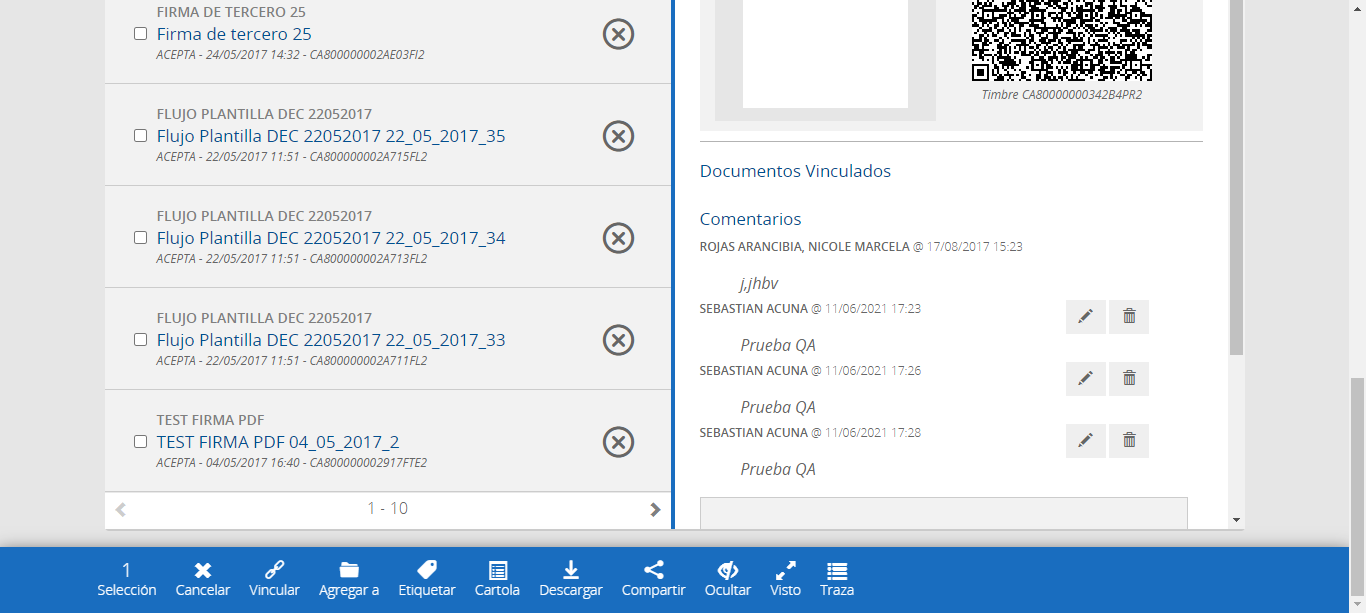 FIRMA DE TERCERO 25
Firma de tercero 25
ACEPTA - 24/05/2017 14:32 - CA800000002AE03FI2
FLUJO PLANTILLA DEC 22052017
Flujo Plantilla DEC 22052017 22_05_2017_35
ACEPTA - 22/05/2017 11:51 - CA800000002A715FL2
FLUJO PLANTILLA DEC 22052017
Flujo Plantilla DEC 22052017 22_05_2017_34
ACEPTA - 22/05/2017 11:51 - CA800000002A713FL2
FLUJO PLANTILLA DEC 22052017
Flujo Plantilla DEC 22052017 22_05_2017_33
ACEPTA - 22/05/2017 11:51 - CA800000002A711FL2
TEST FIRMA PDF
TEST FIRMA PDF 04_05_2017_2
ACEPTA - 04/05/2017 16:40 - CA800000002917FTE2
1 - 10
Timbre CA80000000342B4PR2
Documentos Vinculados
Comentarios
ROJAS ARANCIBIA, NICOLE MARCELA @ 17/08/2017 15:23
j,jhbv
SEBASTIAN ACUNA @ 11/06/2021 17:23
Prueba QA
SEBASTIAN ACUNA @ 11/06/2021 17:26
Prueba QA
SEBASTIAN ACUNA @ 11/06/2021 17:28
Prueba QA
1
Selección
Cancelar
Vincular
Agregar a
Etiquetar
Cartola
Descargar
Compartir
Ocultar
Visto
Traza